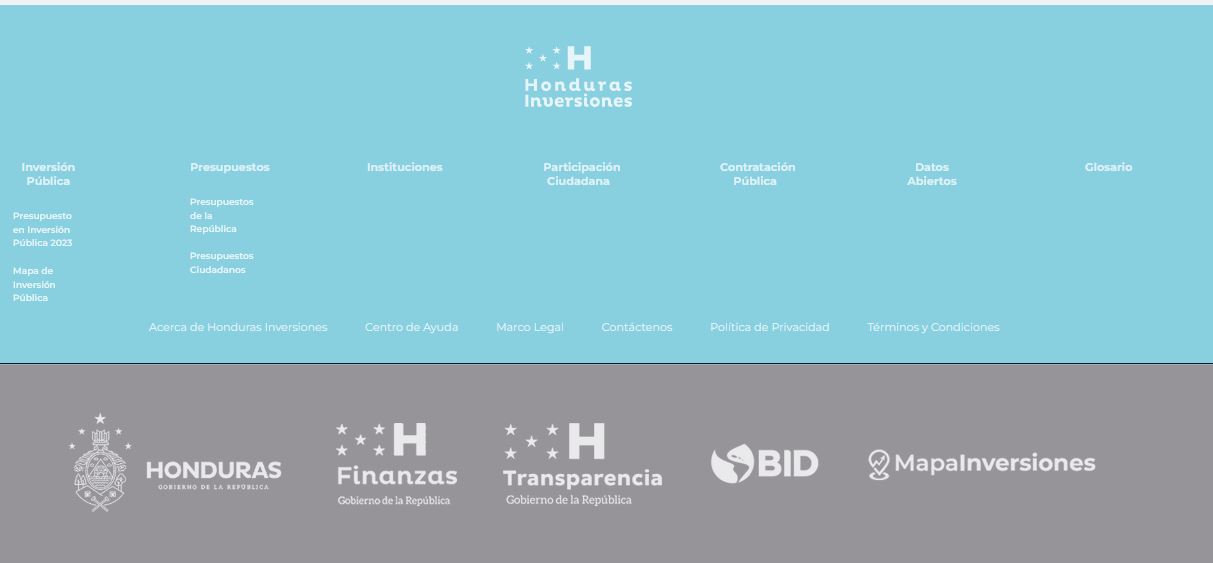 H
Honduras
Inversiones
Inversión
Pública
Presupuesto
en Inversión
Pública 2023
Mapa de
Inversión
Pública
Presupuestos
Presupuestos
de la
República
Presupuestos
Ciudadanos
Instituciones
Participación
Ciudadana
Contratación
Pública
Datos
Abiertos
Glosario
Acerca de Honduras Inversiones
Centro de Ayuda
Marco Legal
Contáctenos
Política de Privacidad
Términos y Condiciones
HONDURAS
GOBIERNO DE LA REPÚBLICA
H
Finanzas
Gobierno de la República
H
Transparencia
Gobierno de la República
BID
MapaInversiones